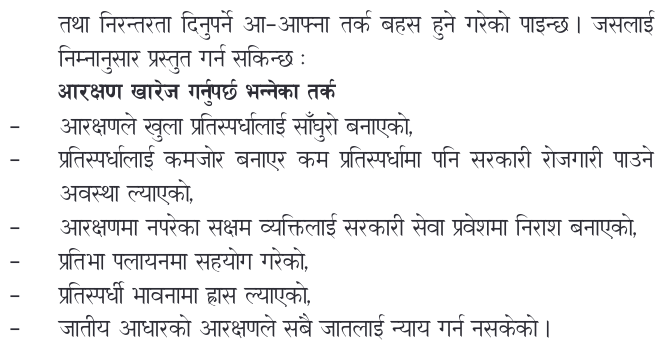 तथा निरन्तरता दिनुपर्ने आ-आफ्ना तर्क बहस हुने गरेको पाइन्छ। जसलाई
निम्नानुसार प्रस्तुत गर्न सकिन्छ :
आरक्षण खारेज गर्नुपर्छ भन्नेका तर्क
- आरक्षणले खुला प्रतिस्पर्धालाई साँघुरो बनाएको,
- प्रतिस्पर्धालाई कमजोर बनाएर कम प्रतिस्पर्धामा पनि सरकारी रोजगारी पाउने
अवस्था ल्याएको,
- आरक्षणमा नपरेका सक्षम व्यक्तिलाई सरकारी सेवा प्रवेशमा निराश बनाएको,
- प्रतिभा पलायनमा सहयोग गरेको,
- प्रतिस्पर्धी भावनामा ह्रास ल्याएको,
- जातीय आधारको आरक्षणले सबै जातलाई न्याय गर्न नसकेको।